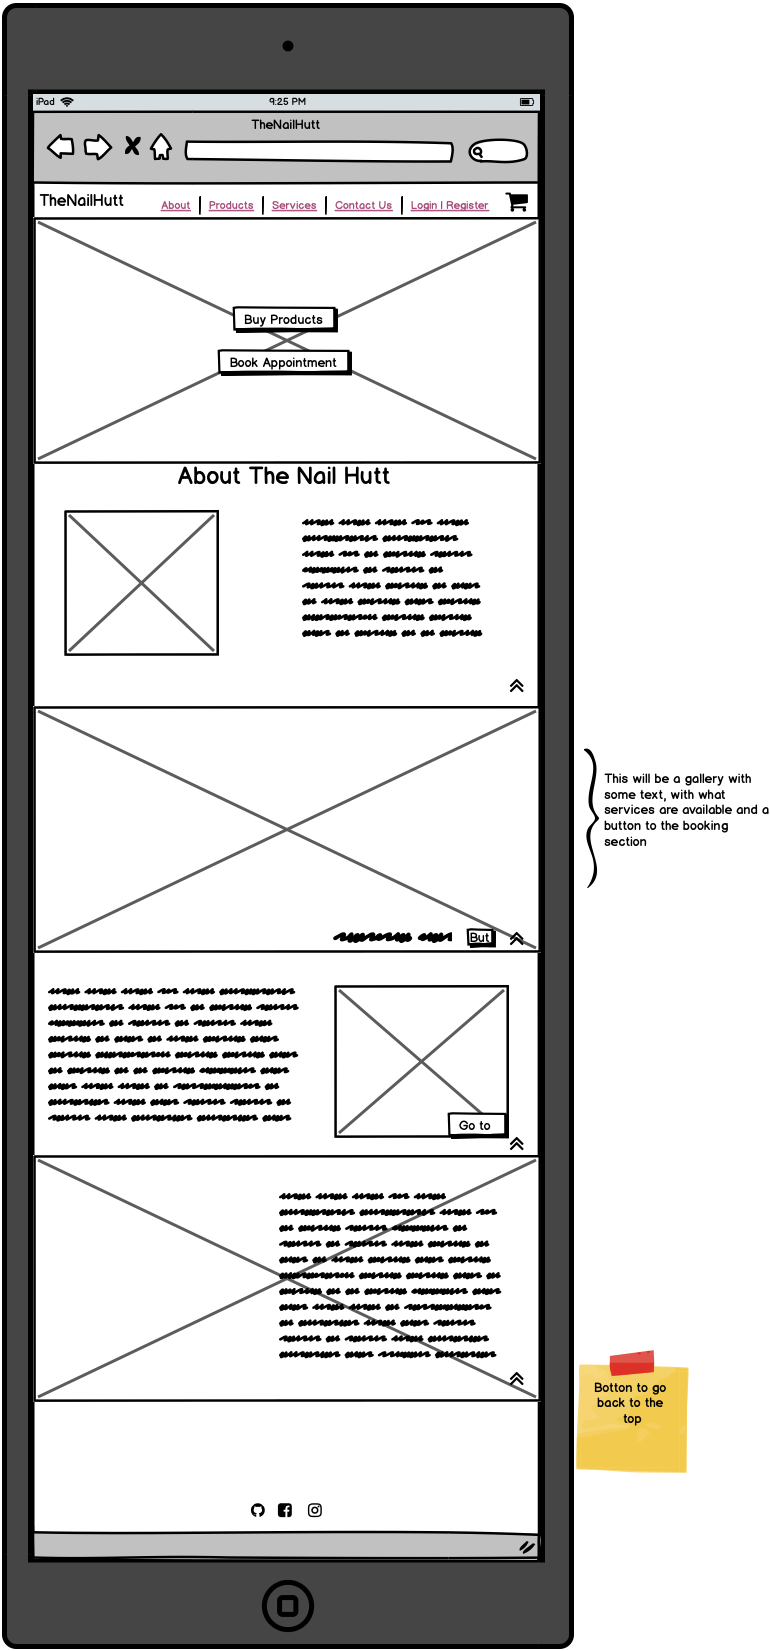 iPad 9:25 PM
TheNailHutt
TheNailHutt About Products Services Contact Us Login | Register
Buy Products
Book Appointment
About The Nail Hutt
This will be a gallery with
some text, with what
services are available and a
button to the booking
section
But
Go to
Botton to go
back to the
top